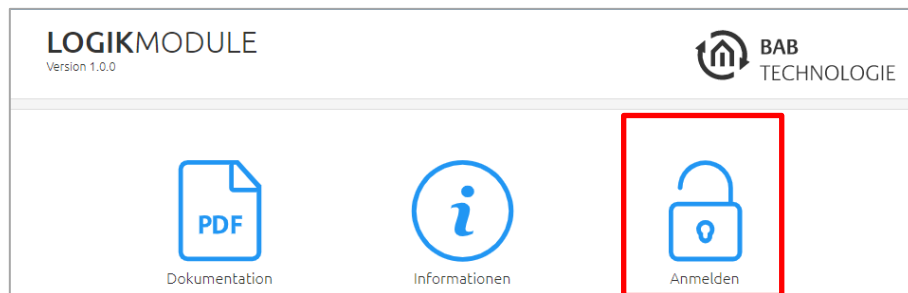 LOGIKMODULE
Version 1.0.0
BAB
TECHNOLOGIE
PDF
Dokumentation
Informationen
Anmelden